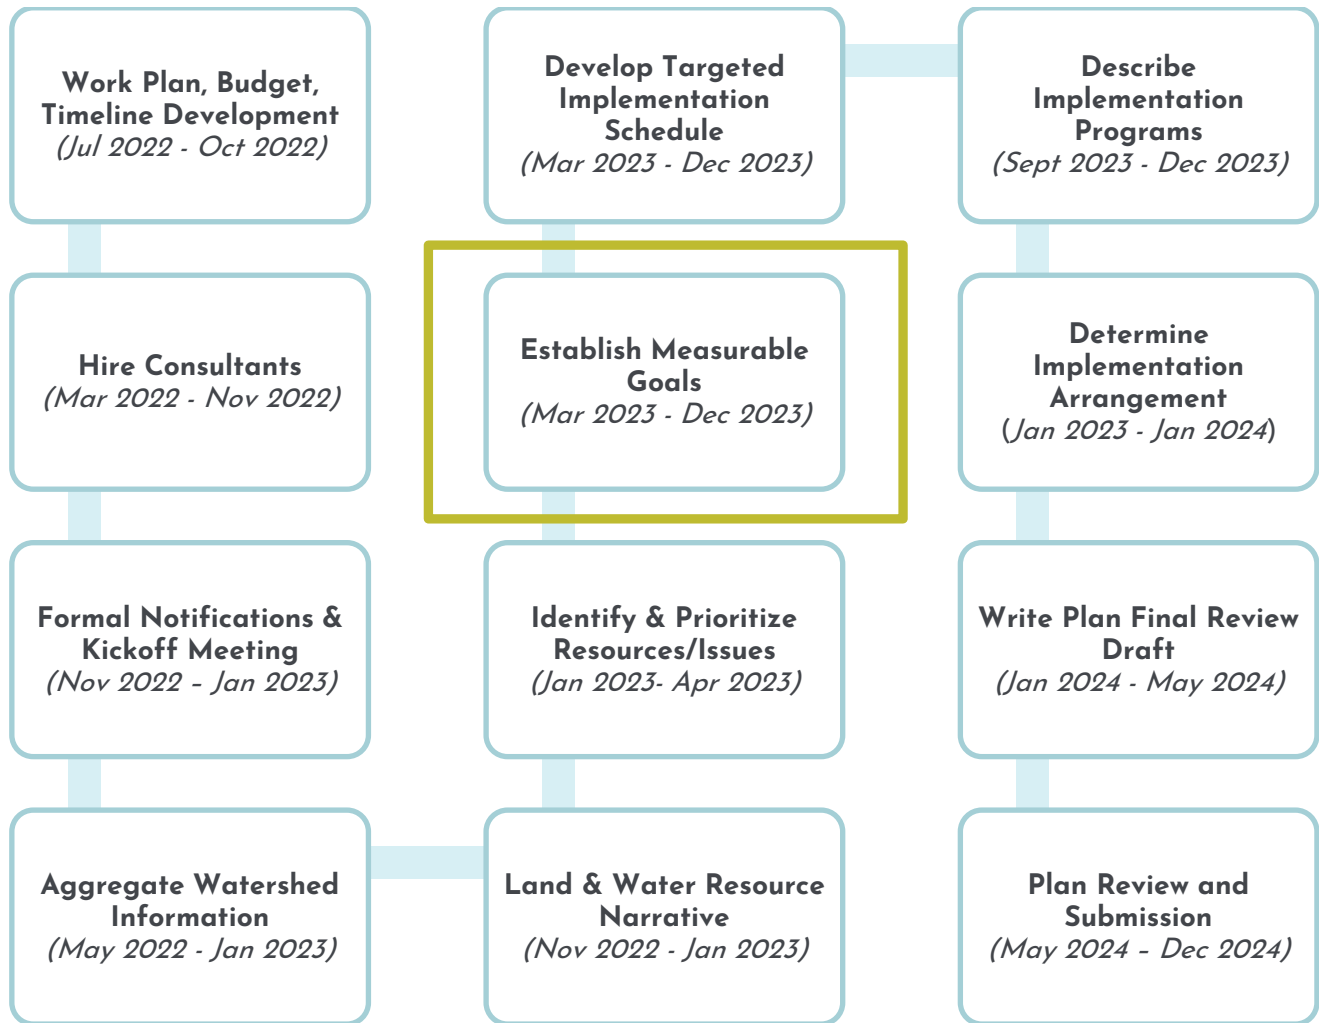 Work Plan, Budget,
Timeline Development
(Jul 2022 - Oct 2022)
Hire Consultants
(Mar 2022 - Nov 2022)
Formal Notifications &
Kickoff Meeting
(Nov 2022 – Jan 2023)
Aggregate Watershed
Information
(May 2022 - Jan 2023)
Land & Water Resource
Narrative
(Nov 2022 - Jan 2023)
Identify & Prioritize
Resources/Issues
(Jan 2023- Apr 2023)
Establish Measurable
Goals
(Mar 2023 - Dec 2023)
Develop Targeted
Implementation
Schedule
(Mar 2023 - Dec 2023)
Describe
Implementation
Programs
(Sept 2023 - Dec 2023)
Determine
Implementation
Arrangement
(Jan 2023 - Jan 2024)
Write Plan Final Review
Draft
(Jan 2024 - May 2024)
Plan Review and
Submission
(May 2024 – Dec 2024)